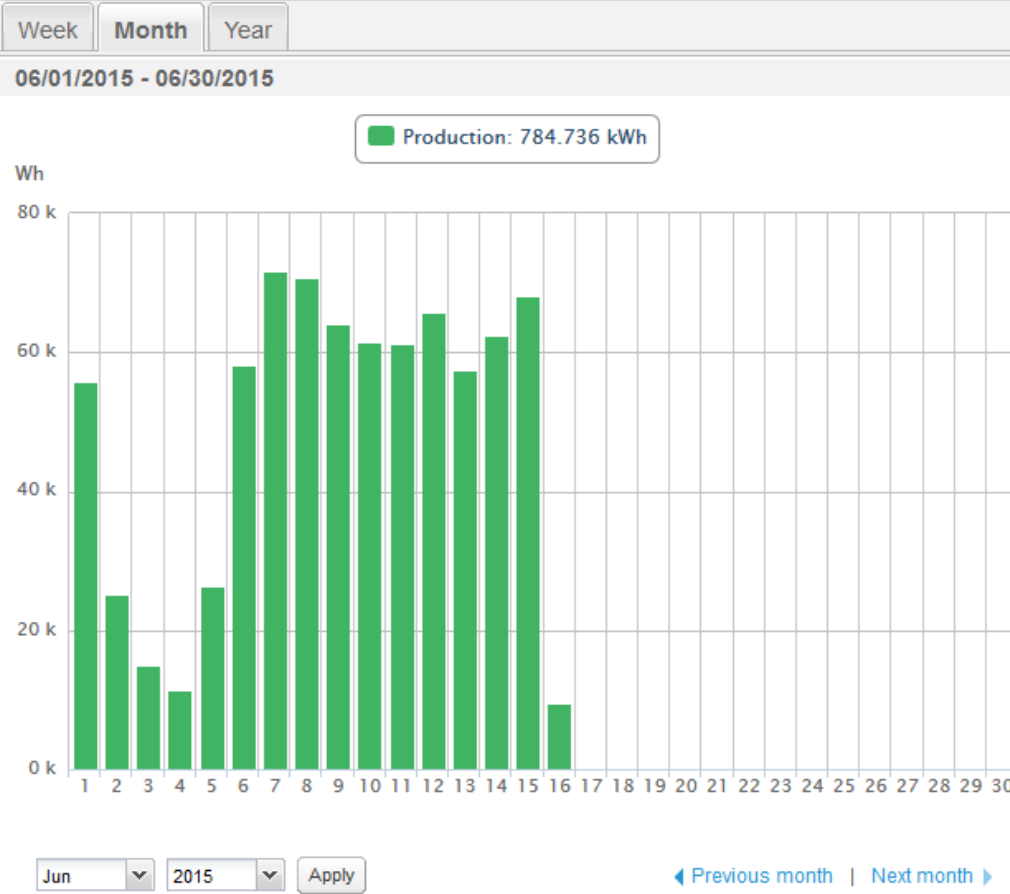 Week Month Year
06/01/2015 - 06/30/2015
Production: 784.736 kWh
Wh
80 k
60 k
40 k
20 k
0 k
1 2 3 4 5 6 7 8 9 10 11 12 13 14 15 16 17 18 19 20 21 22 23 24 25 26 27 28 29 30
Jun 2015 Apply Previous month | Next month